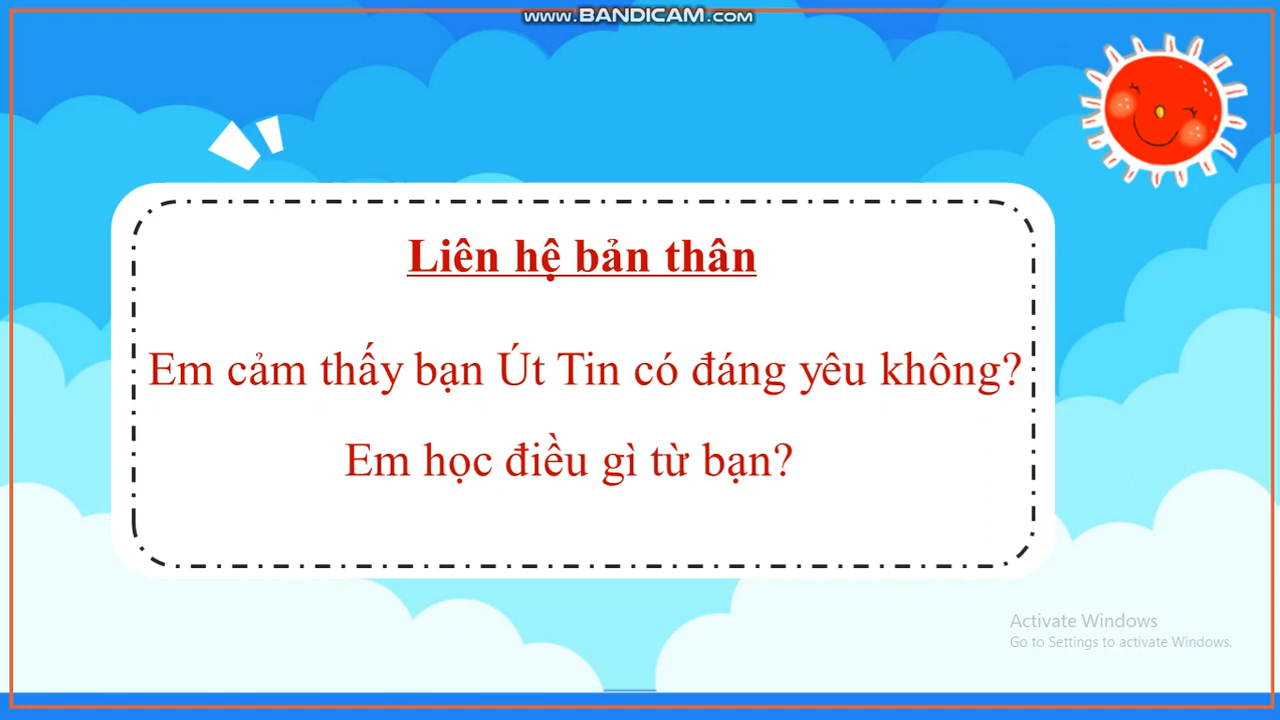 www.BANDICAM.com
Liên hệ bản thân
Em cảm thấy bạn Út Tin có đáng yêu không?
Em học điều gì từ bạn?
Activate Windows
Go to Settings to activate Windows.